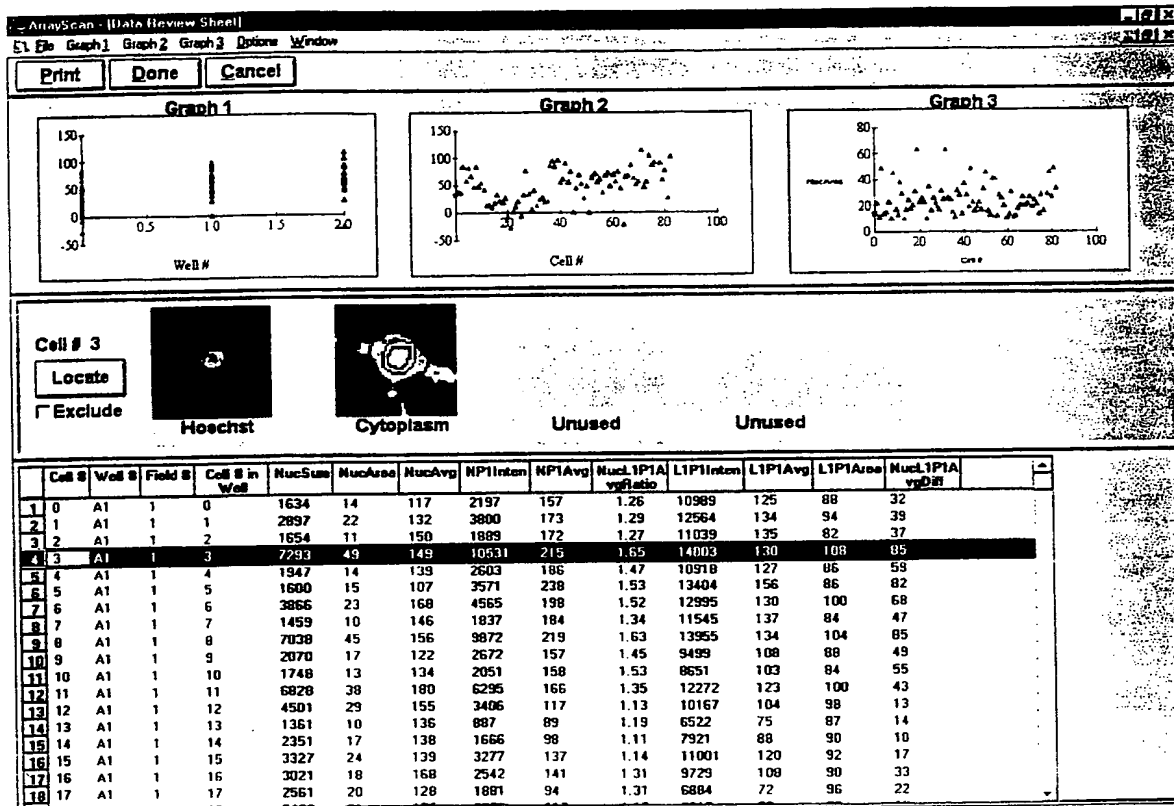 ArrayScan - [Data Review Sheet]
File Graph 1 Graph 2 Graph 3 Options Window
Print Done Cancel
Graph 1 Graph 2 Graph 3
150
100
50
0
-50
0.5 1.0 1.5 2.0
Well #
150
100
50
0
-50
20 40 60 80 100
Cell #
80
60
40
20
0
0 20 40 60 80 100
Cell #
Cell # 3
Locate
Exclude
Hoechst Cytoplasm Unused Unused
Cell # Well # Field # Cell # in Well NucSum NucArea NucAvg NP1Inten NP1Avg NucL1P1AvgRatio L1P1Inten L1P1Avg L1P1Area NucL1P1AvgDiff
1 0 A1 1 0 1634 14 117 2197 157 1.26 10989 125 88 32
2 1 A1 1 1 2897 22 132 3800 173 1.29 12564 134 94 39
3 2 A1 1 2 1654 11 150 1889 172 1.27 11039 135 82 37
4 3 A1 1 3 7293 49 149 10531 215 1.65 14003 130 108 85
5 4 A1 1 4 1947 14 139 2603 186 1.47 10918 127 86 59
6 5 A1 1 5 1600 15 107 3571 238 1.53 13404 156 86 82
7 6 A1 1 6 3866 23 168 4565 198 1.52 12995 130 100 68
8 7 A1 1 7 1459 10 146 1837 184 1.34 11545 137 84 47
9 8 A1 1 8 7038 45 156 9872 219 1.63 13955 134 104 85
10 9 A1 1 9 2070 17 122 2672 157 1.45 9499 108 88 49
11 10 A1 1 10 1748 13 134 2051 158 1.53 8651 103 84 55
12 11 A1 1 11 6828 38 180 6295 166 1.35 12272 123 100 43
13 12 A1 1 12 4501 29 155 3406 117 1.13 10167 104 98 13
14 13 A1 1 13 1361 10 136 887 89 1.19 6522 75 87 14
15 14 A1 1 14 2351 17 138 1666 98 1.11 7921 88 90 10
16 15 A1 1 15 3327 24 139 3277 137 1.14 11001 120 92 17
17 16 A1 1 16 3021 18 168 2542 141 1.31 9729 108 90 33
18 17 A1 1 17 2561 20 128 1881 94 1.31 6884 72 96 22